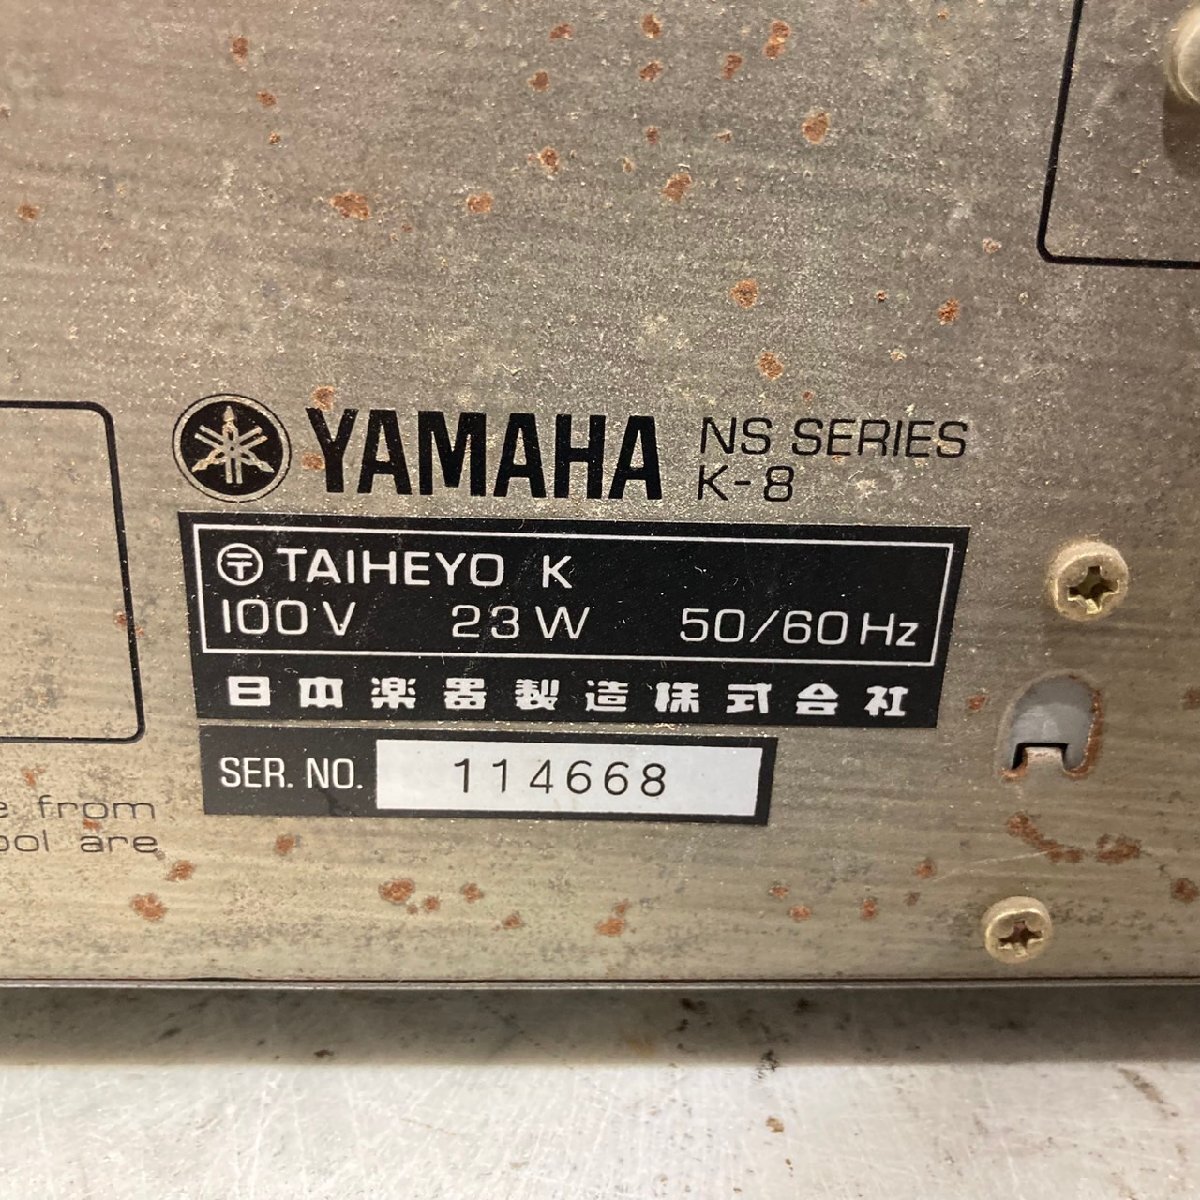 YAMAHA NS SERIES
K-8
〒 TAIHEYO K
100V 23W 50/60Hz
日本楽器製造株式会社
SER. NO. 114668
from
are